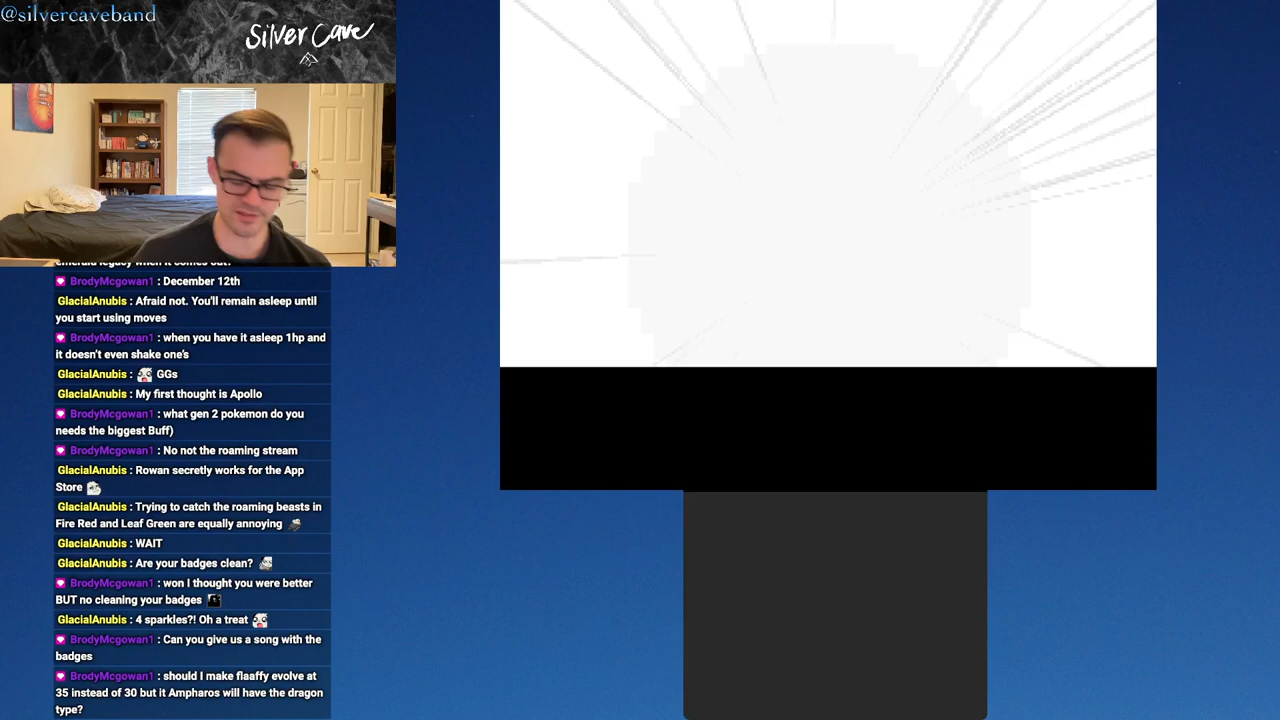 @silvercaveband
Silver Cave
emerald legacy when it comes out?
BrodyMcgowan1 : December 12th
GlacialAnubis : Afraid not. You'll remain asleep until
you start using moves
BrodyMcgowan1 : when you have it asleep 1hp and
it doesn't even shake one's
GlacialAnubis : GGs
GlacialAnubis : My first thought is Apollo
BrodyMcgowan1 : what gen 2 pokemon do you
needs the biggest Buff)
BrodyMcgowan1 : No not the roaming stream
GlacialAnubis : Rowan secretly works for the App
Store
GlacialAnubis : Trying to catch the roaming beasts in
Fire Red and Leaf Green are equally annoying
GlacialAnubis : WAIT
GlacialAnubis : Are your badges clean?
BrodyMcgowan1 : won I thought you were better
BUT no cleaning your badges
GlacialAnubis : 4 sparkles?! Oh a treat
BrodyMcgowan1 : Can you give us a song with the
badges
BrodyMcgowan1 : should I make flaaffy evolve at
35 instead of 30 but it Ampharos will have the dragon
type?